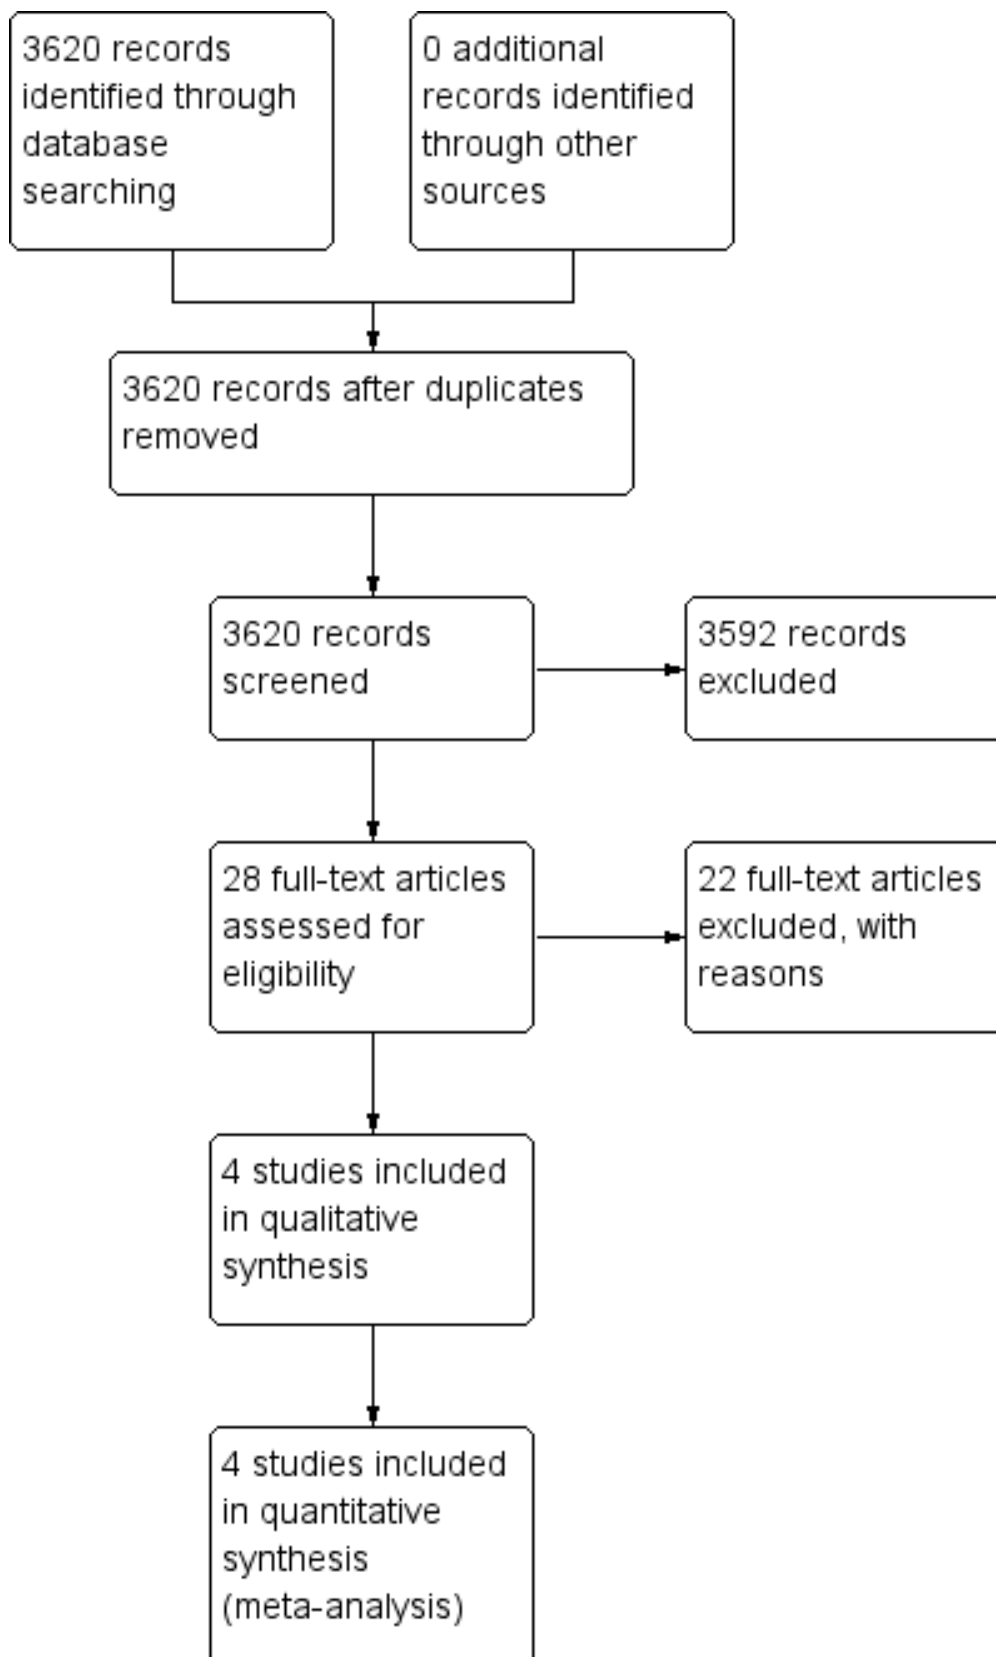 3620 records
identified through
database
searching
0 additional
records identified
through other
sources
3620 records after duplicates
removed
3620 records
screened
3592 records
excluded
28 full-text articles
assessed for
eligibility
22 full-text articles
excluded, with
reasons
4 studies included
in qualitative
synthesis
4 studies included
in quantitative
synthesis
(meta-analysis)